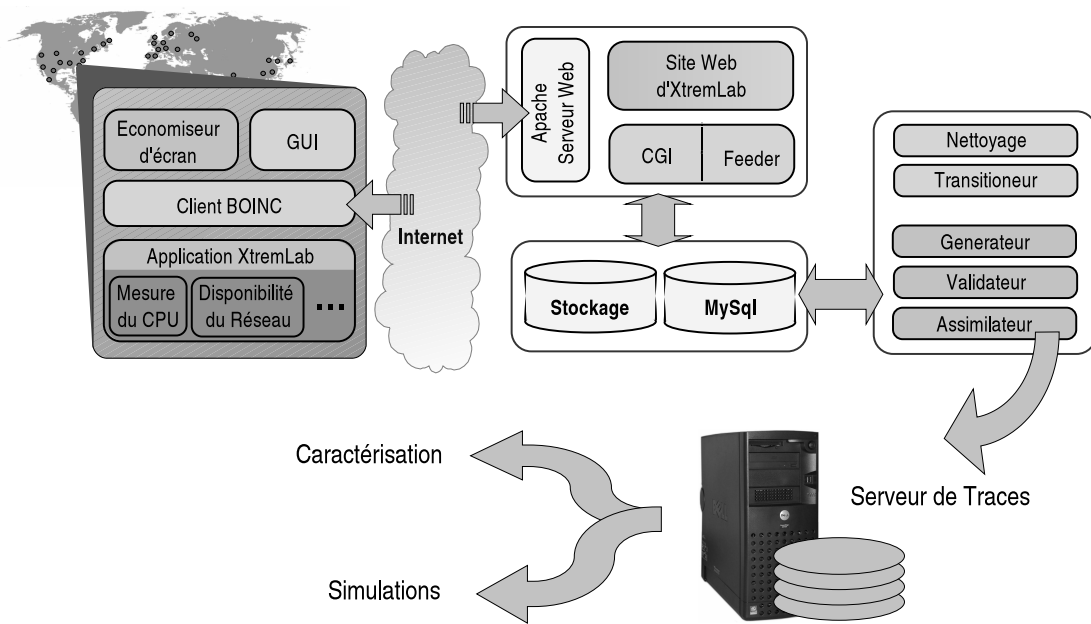 Economiseur
d'écran
GUI
Client BOINC
Application XtremLab
Mesure
du CPU
Disponibilité
du Réseau
...
Internet
Apache
Serveur Web
Site Web
d'XtremLab
CGI
Feeder
Stockage
MySql
Nettoyage
Transitioneur
Generateur
Validateur
Assimilateur
Caractérisation
Serveur de Traces
Simulations